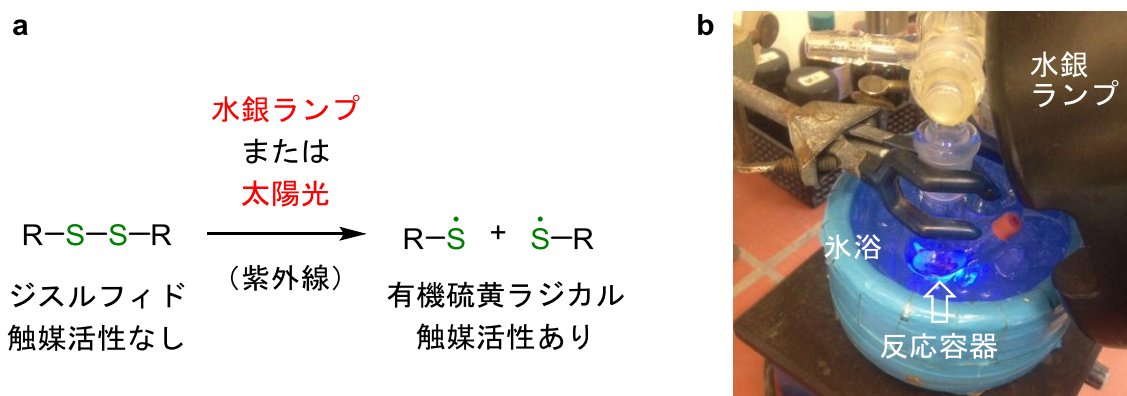 a
水銀ランプ
または
太陽光
R–S–S–R
R–Ṡ + Ṡ–R
(紫外線)
ジスルフィド
触媒活性なし
有機硫黄ラジカル
触媒活性あり
b
水銀
ランプ
氷浴
反応容器